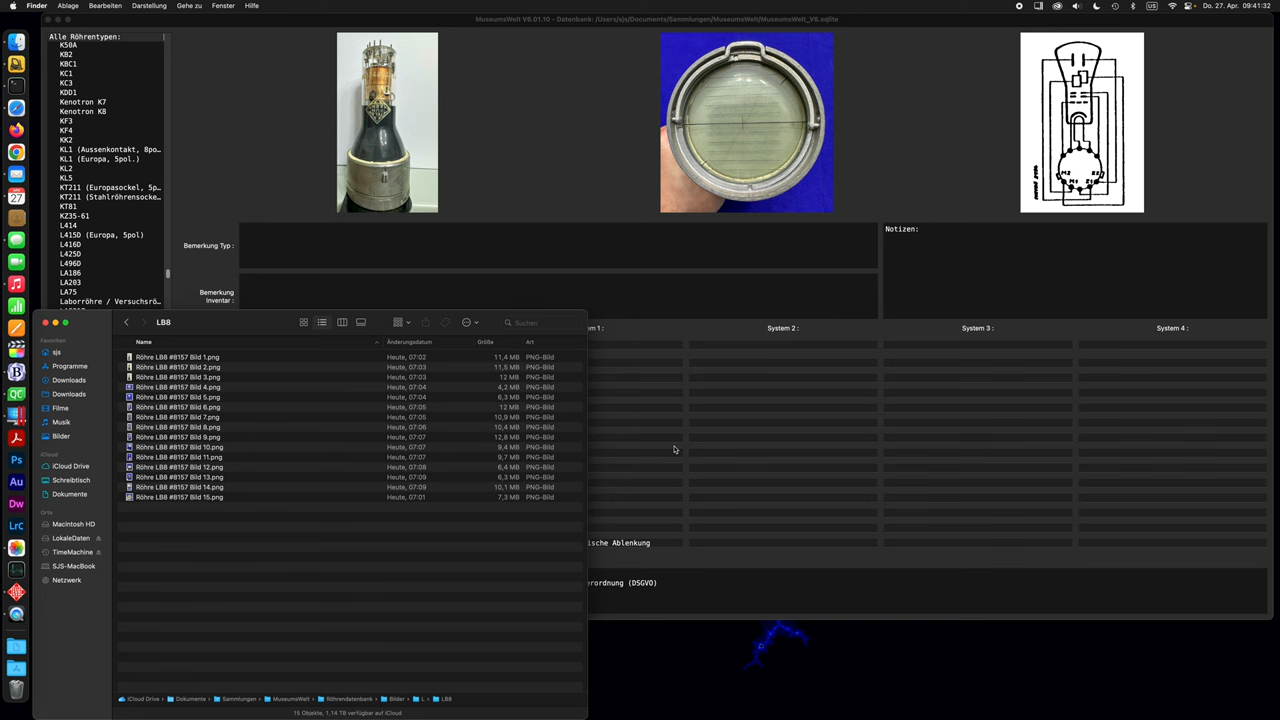 Finder Ablage Bearbeiten Darstellung Gehe zu Fenster Hilfe
US Do. 27. Apr. 09:41:32
MuseumsWelt V6.01.10 - Datenbank: /Users/sjs/Documents/Sammlungen/MuseumsWelt/MuseumsWelt_V6.sqlite
Alle Röhrentypen:
K50A
KB2
KBC1
KC1
KC3
KDD1
Kenotron K7
Kenotron K8
KF3
KF4
KK2
KL1 (Aussenkontakt, 8po…
KL1 (Europa, 5pol.)
KL2
KL5
KT211 (Europasockel, 5p…
KT211 (Stahlröhrensocke…
KT81
KZ35-61
L414
L415D (Europa, 5pol)
L416D
L425D
L496D
LA186
LA203
LA75
Laborröhre / Versuchsrö…
Bemerkung Typ :
Bemerkung
Inventar :
Notizen:
System 2 :
System 3 :
System 4 :
ische Ablenkung
erordnung (DSGVO)
LB8
Suchen
Name Änderungsdatum Größe Art
Röhre LB8 #8157 Bild 1.png Heute, 07:02 11,4 MB PNG-Bild
Röhre LB8 #8157 Bild 2.png Heute, 07:03 11,5 MB PNG-Bild
Röhre LB8 #8157 Bild 3.png Heute, 07:03 12 MB PNG-Bild
Röhre LB8 #8157 Bild 4.png Heute, 07:04 4,2 MB PNG-Bild
Röhre LB8 #8157 Bild 5.png Heute, 07:04 6,3 MB PNG-Bild
Röhre LB8 #8157 Bild 6.png Heute, 07:05 12 MB PNG-Bild
Röhre LB8 #8157 Bild 7.png Heute, 07:05 10,9 MB PNG-Bild
Röhre LB8 #8157 Bild 8.png Heute, 07:06 10,4 MB PNG-Bild
Röhre LB8 #8157 Bild 9.png Heute, 07:07 12,8 MB PNG-Bild
Röhre LB8 #8157 Bild 10.png Heute, 07:07 9,4 MB PNG-Bild
Röhre LB8 #8157 Bild 11.png Heute, 07:07 9,7 MB PNG-Bild
Röhre LB8 #8157 Bild 12.png Heute, 07:08 6,4 MB PNG-Bild
Röhre LB8 #8157 Bild 13.png Heute, 07:09 6,3 MB PNG-Bild
Röhre LB8 #8157 Bild 14.png Heute, 07:09 10,1 MB PNG-Bild
Röhre LB8 #8157 Bild 15.png Heute, 07:01 7,3 MB PNG-Bild
Favoriten
sjs
Programme
Downloads
Downloads
Filme
Musik
Bilder
iCloud
iCloud Drive
Schreibtisch
Dokumente
Orte
Macintosh HD
LokaleDaten
TimeMachine
SJS-MacBook
Netzwerk
iCloud Drive Dokumente Sammlungen MuseumsWelt Röhrendatenbank Bilder L LB8
15 Objekte, 1,14 TB verfügbar auf iCloud
27
QC
Ps
Au
Dw
LrC